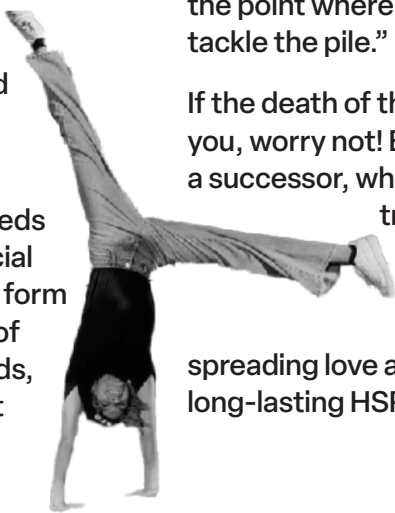 d
eds
cial
form
of
ds,
t
the point where
tackle the pile.”
If the death of th
you, worry not! E
a successor, wh
tr
spreading love a
long-lasting HSF